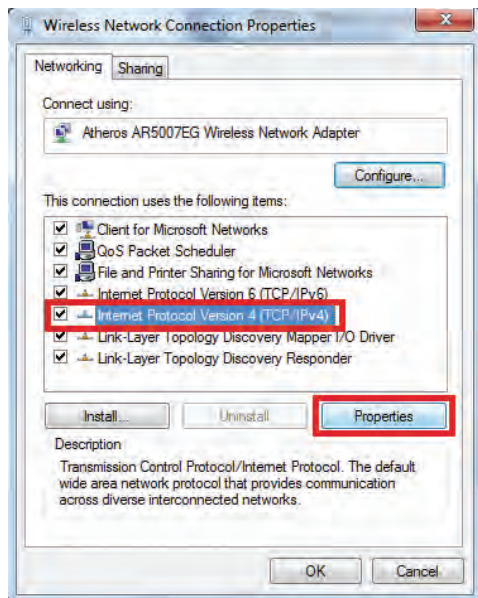 Wireless Network Connection Properties
Networking
Sharing
Connect using:
Atheros AR5007EG Wireless Network Adapter
Configure...
This connection uses the following items:
Client for Microsoft Networks
QoS Packet Scheduler
File and Printer Sharing for Microsoft Networks
Internet Protocol Version 6 (TCP/IPv6)
Internet Protocol Version 4 (TCP/IPv4)
Link-Layer Topology Discovery Mapper I/O Driver
Link-Layer Topology Discovery Responder
Install...
Uninstall
Properties
Description
Transmission Control Protocol/Internet Protocol. The default
wide area network protocol that provides communication
across diverse interconnected networks.
OK
Cancel